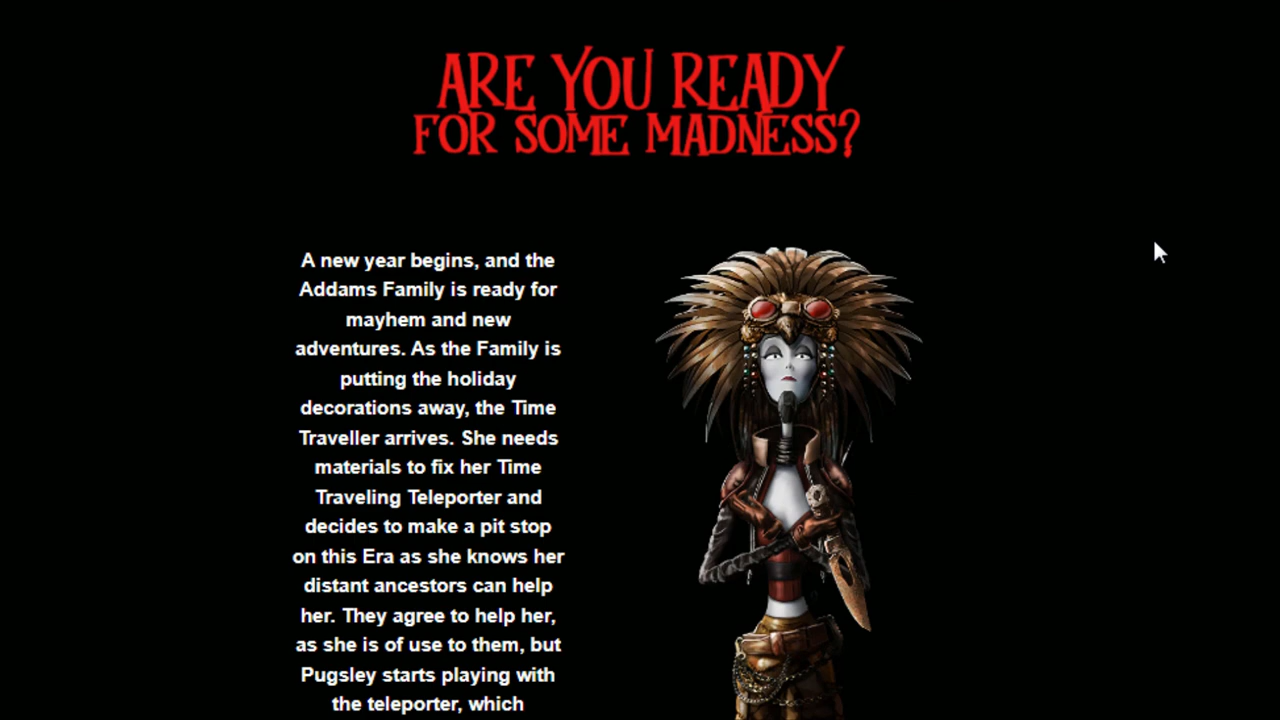 ARE YOU READY
FOR SOME MADNESS?
A new year begins, and the
Addams Family is ready for
mayhem and new
adventures. As the Family is
putting the holiday
decorations away, the Time
Traveller arrives. She needs
materials to fix her Time
Traveling Teleporter and
decides to make a pit stop
on this Era as she knows her
distant ancestors can help
her. They agree to help her,
as she is of use to them, but
Pugsley starts playing with
the teleporter, which